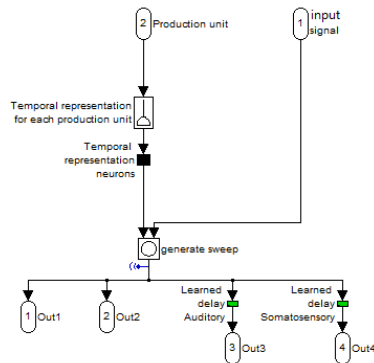 2 Production unit
1 input
signal
Temporal representation
for each production unit
Temporal
representation
neurons
generate sweep
1 Out1
2 Out2
Learned
delay
Auditory
3 Out3
Learned
delay
Somatosensory
4 Out4